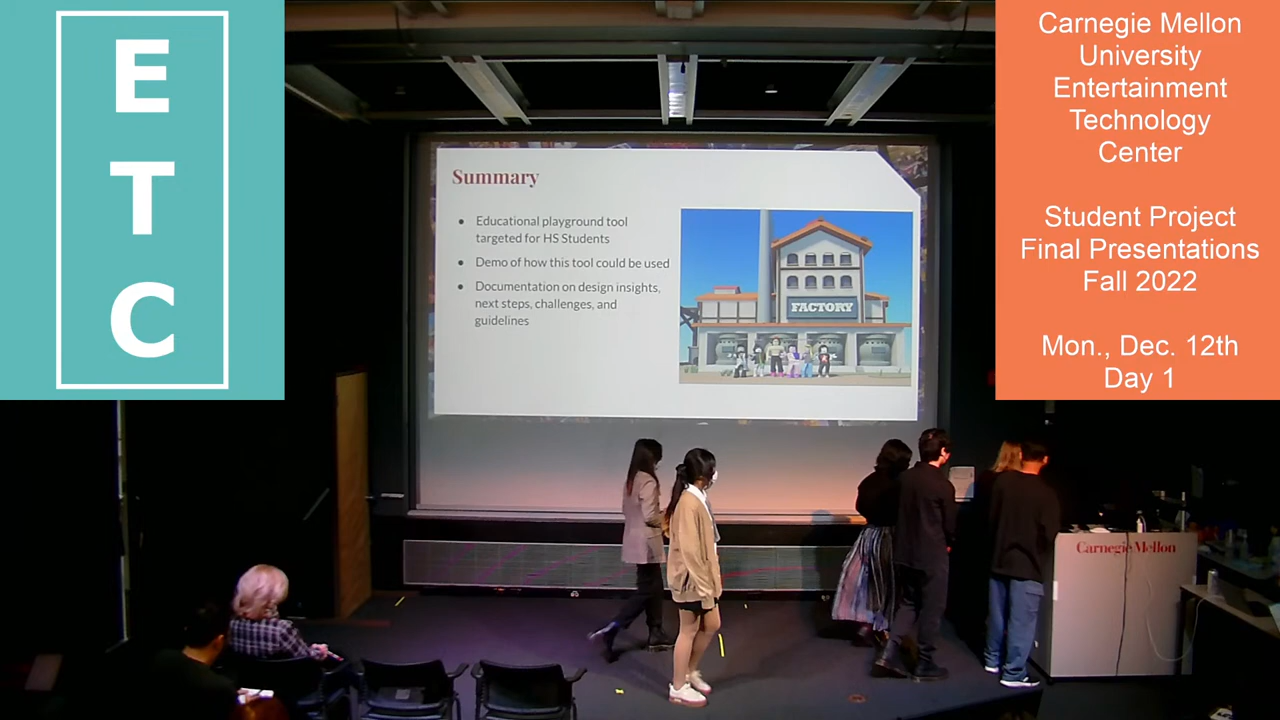 E
T
C
Carnegie Mellon
University
Entertainment
Technology
Center
Student Project
Final Presentations
Fall 2022
Mon., Dec. 12th
Day 1
Summary
● Educational playground tool
targeted for HS Students
● Demo of how this tool could be used
● Documentation on design insights,
next steps, challenges, and
guidelines
FACTORY
Carnegie Mellon